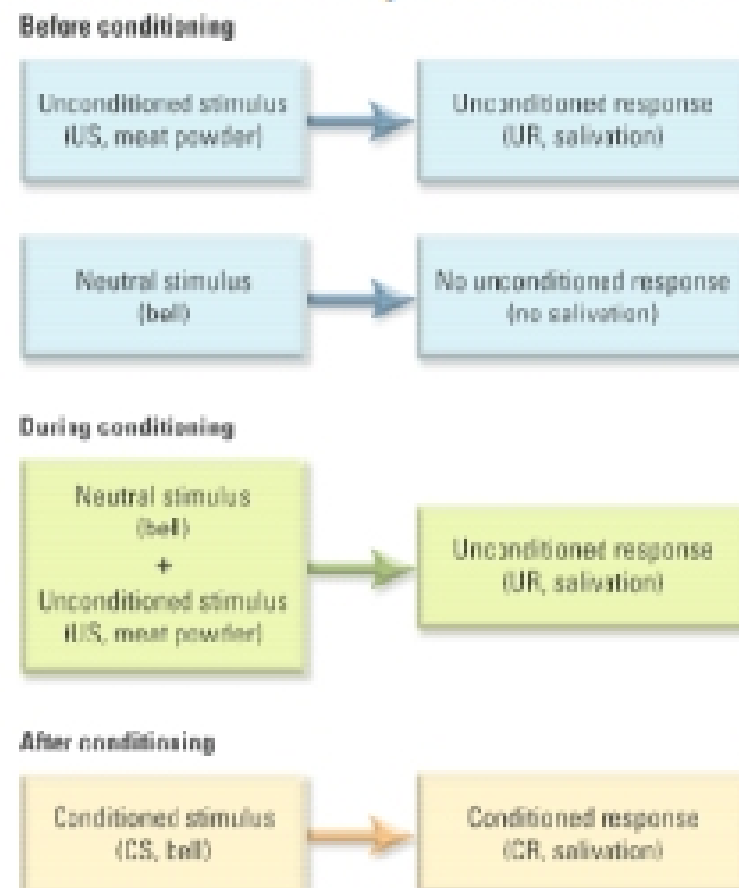 Before conditioning
Unconditioned stimulus
(US, meat powder)
Unconditioned response
(UR, salivation)
Neutral stimulus
(bell)
No unconditioned response
(no salivation)
During conditioning
Neutral stimulus
(bell)
+
Unconditioned stimulus
(US, meat powder)
Unconditioned response
(UR, salivation)
After conditioning
Conditioned stimulus
(CS, bell)
Conditioned response
(CR, salivation)